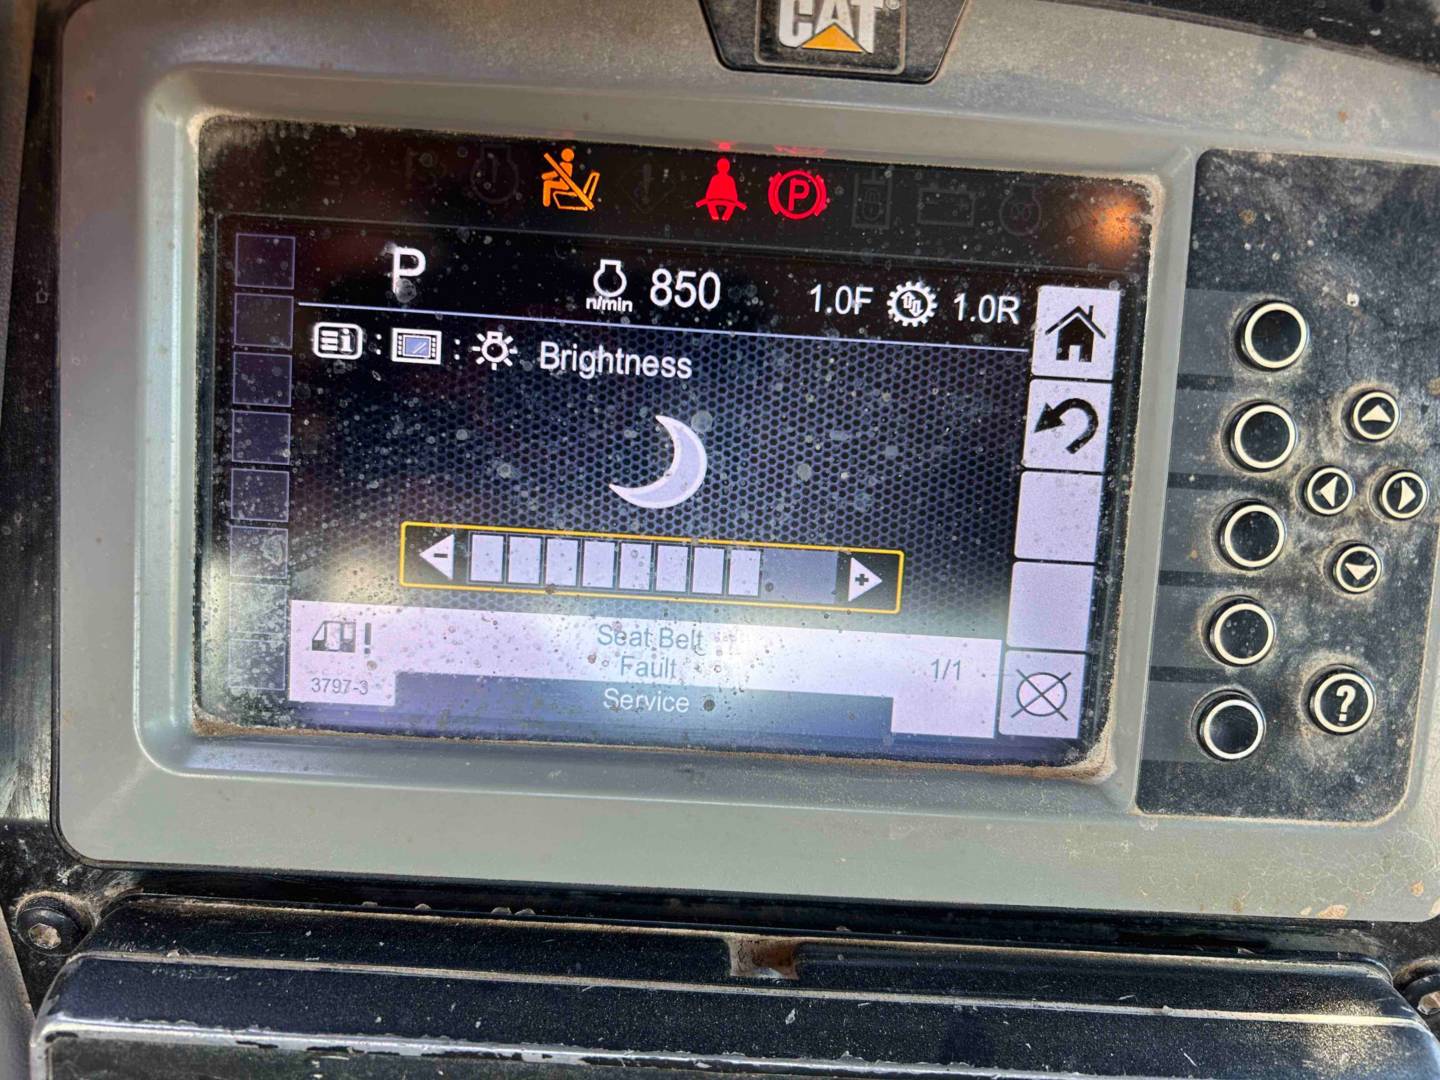 CAT®
P
P
n/min
850
1.0F
1.0R
Brightness
Seat Belt
Fault
1/1
3797-3
Service
?